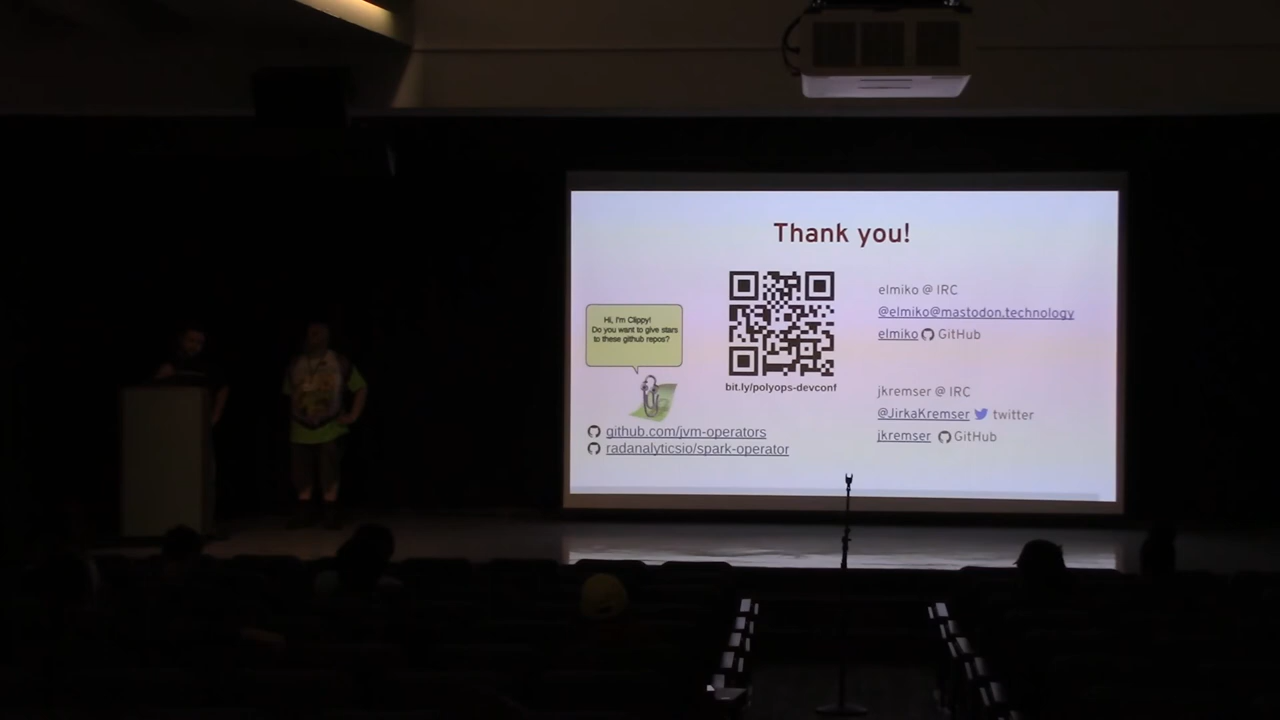 Thank you!
Hi, I'm Clippy!
Do you want to give stars
to these github repos?
bit.ly/polyops-devconf
github.com/jvm-operators
radanalyticsio/spark-operator
elmiko @ IRC
@elmiko@mastodon.technology
elmiko GitHub
jkremser @ IRC
@JirkaKremser twitter
jkremser GitHub